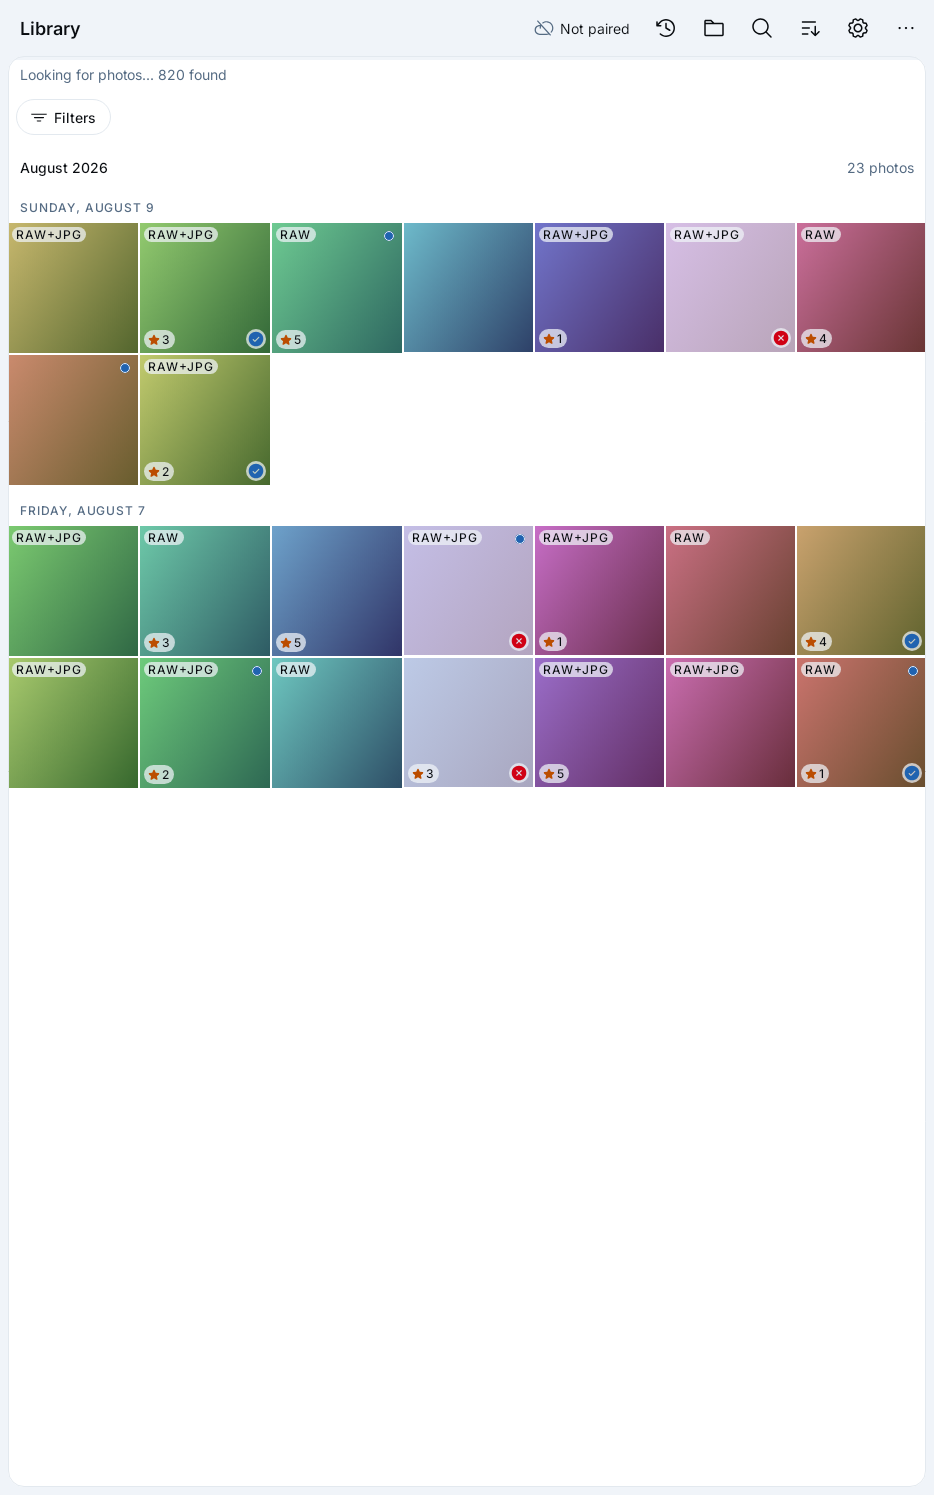 Library
Not paired
Looking for photos... 820 found
Filters
August 2026
23 photos
SUNDAY, AUGUST 9
RAW+JPG RAW+JPG RAW RAW+JPG RAW+JPG RAW
3 5 1 4
RAW+JPG
2
FRIDAY, AUGUST 7
RAW+JPG RAW RAW+JPG RAW+JPG RAW
3 5 1 4
RAW+JPG RAW+JPG RAW RAW+JPG RAW+JPG RAW
2 3 5 1